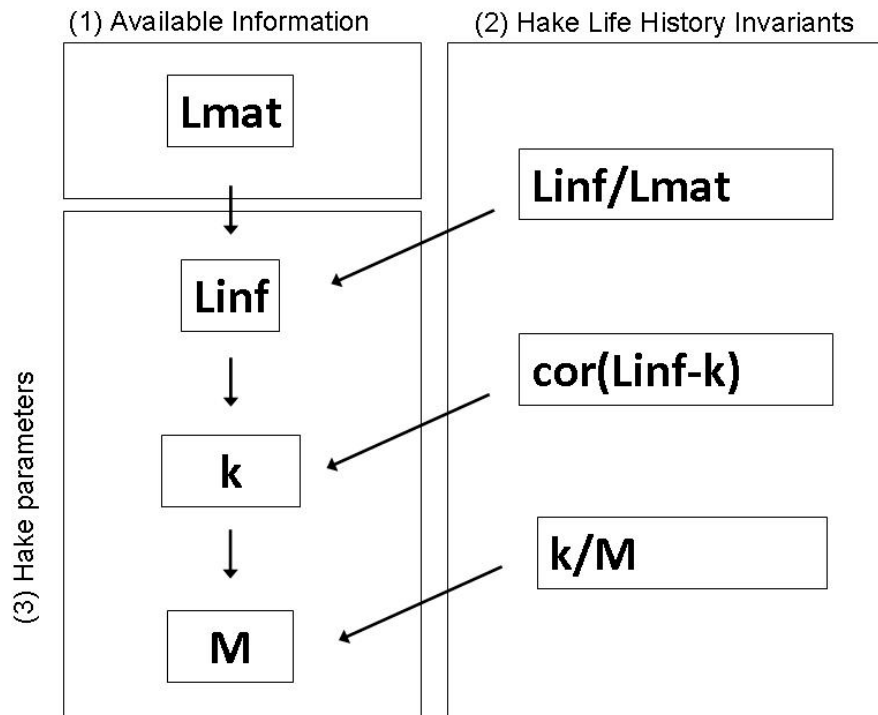 (1) Available Information
(2) Hake Life History Invariants
Lmat
Linf/Lmat
Linf
cor(Linf-k)
k
k/M
M
(3) Hake parameters